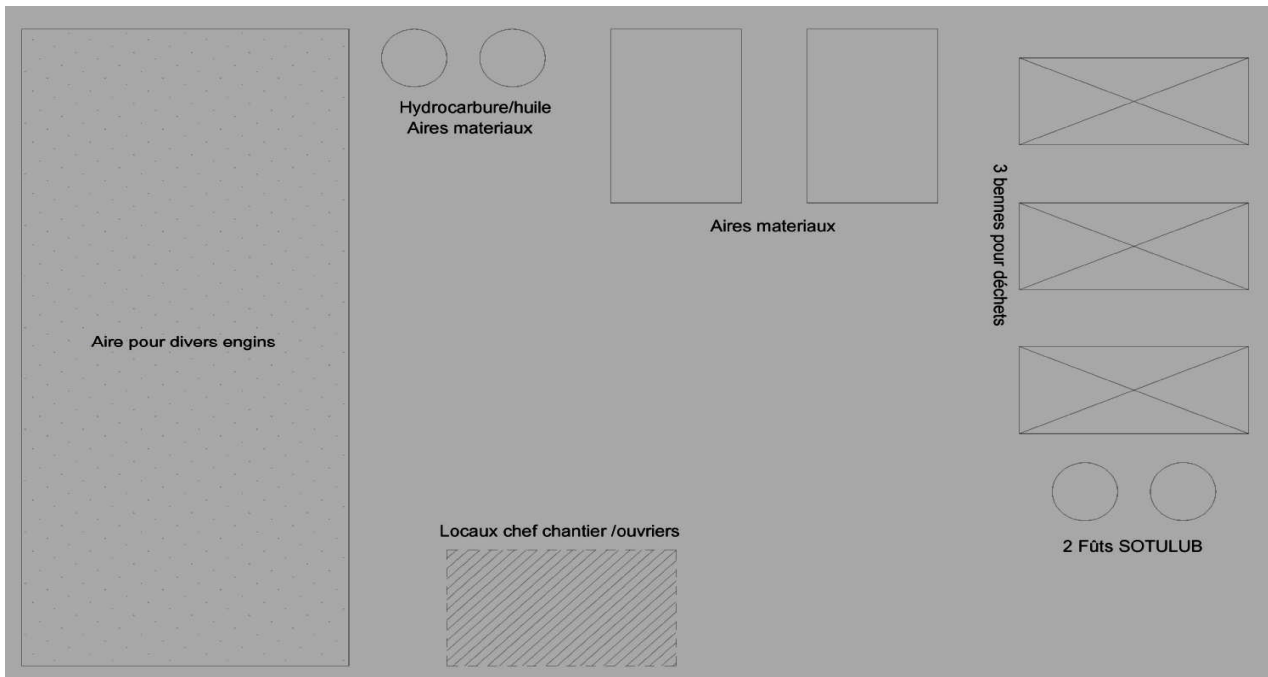 Hydrocarbure/huile
Aires materiaux
Aires materiaux
3 bennes pour déchets
Aire pour divers engins
Locaux chef chantier /ouvriers
2 Fûts SOTULUB